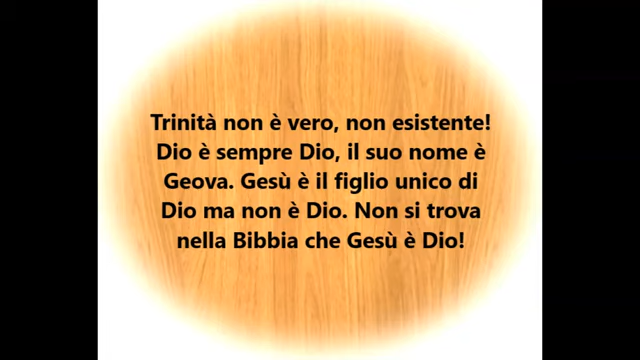 Trinità non è vero, non esistente!
Dio è sempre Dio, il suo nome è
Geova. Gesù è il figlio unico di
Dio ma non è Dio. Non si trova
nella Bibbia che Gesù è Dio!